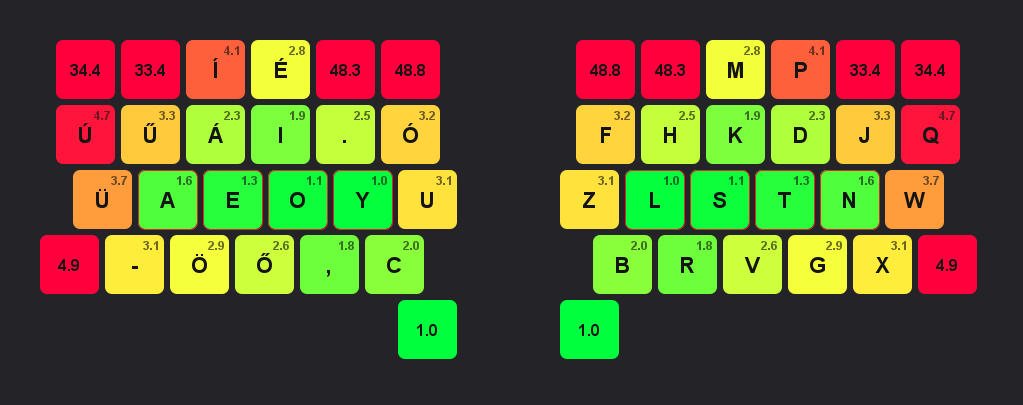 34.4 33.4 Í 4.1 É 2.8 48.3 48.8 48.8 48.3 M 2.8 P 4.1 33.4 34.4
Ú 4.7 Ű 3.3 Á 2.3 I 1.9 . 2.5 Ó 3.2 F 3.2 H 2.5 K 1.9 D 2.3 J 3.3 Q 4.7
Ü 3.7 A 1.6 E 1.3 O 1.1 Y 1.0 U 3.1 Z 3.1 L 1.0 S 1.1 T 1.3 N 1.6 W 3.7
4.9 - 3.1 Ö 2.9 Ő 2.6 , 1.8 C 2.0 B 2.0 R 1.8 V 2.6 G 2.9 X 3.1 4.9
1.0 1.0